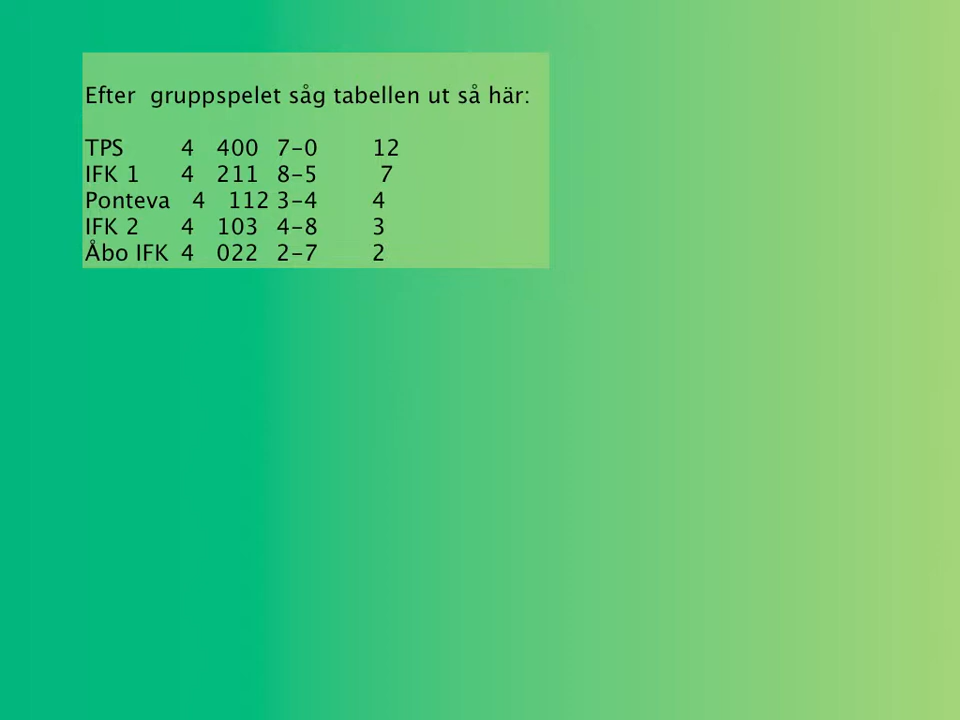 Efter  gruppspelet såg tabellen ut så här:
TPS 4 400 7-0 12
IFK 1 4 211 8-5 7
Ponteva 4 112 3-4 4
IFK 2 4 103 4-8 3
Åbo IFK 4 022 2-7 2